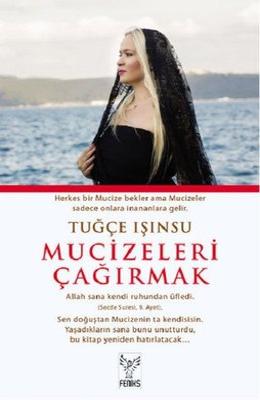 Herkes bir Mucize bekler ama Mucizeler
sadece onlara inananlara gelir.
TUĞÇE IŞINSU
MUCİZELERİ
ÇAĞIRMAK
Allah sana kendi ruhundan üfledi.
(Secde Suresi, 9. Ayet).
Sen doğuştan Mucizenin ta kendisisin.
Yaşadıkların sana bunu unutturdu,
bu kitap yeniden hatırlatacak...
FENİKS